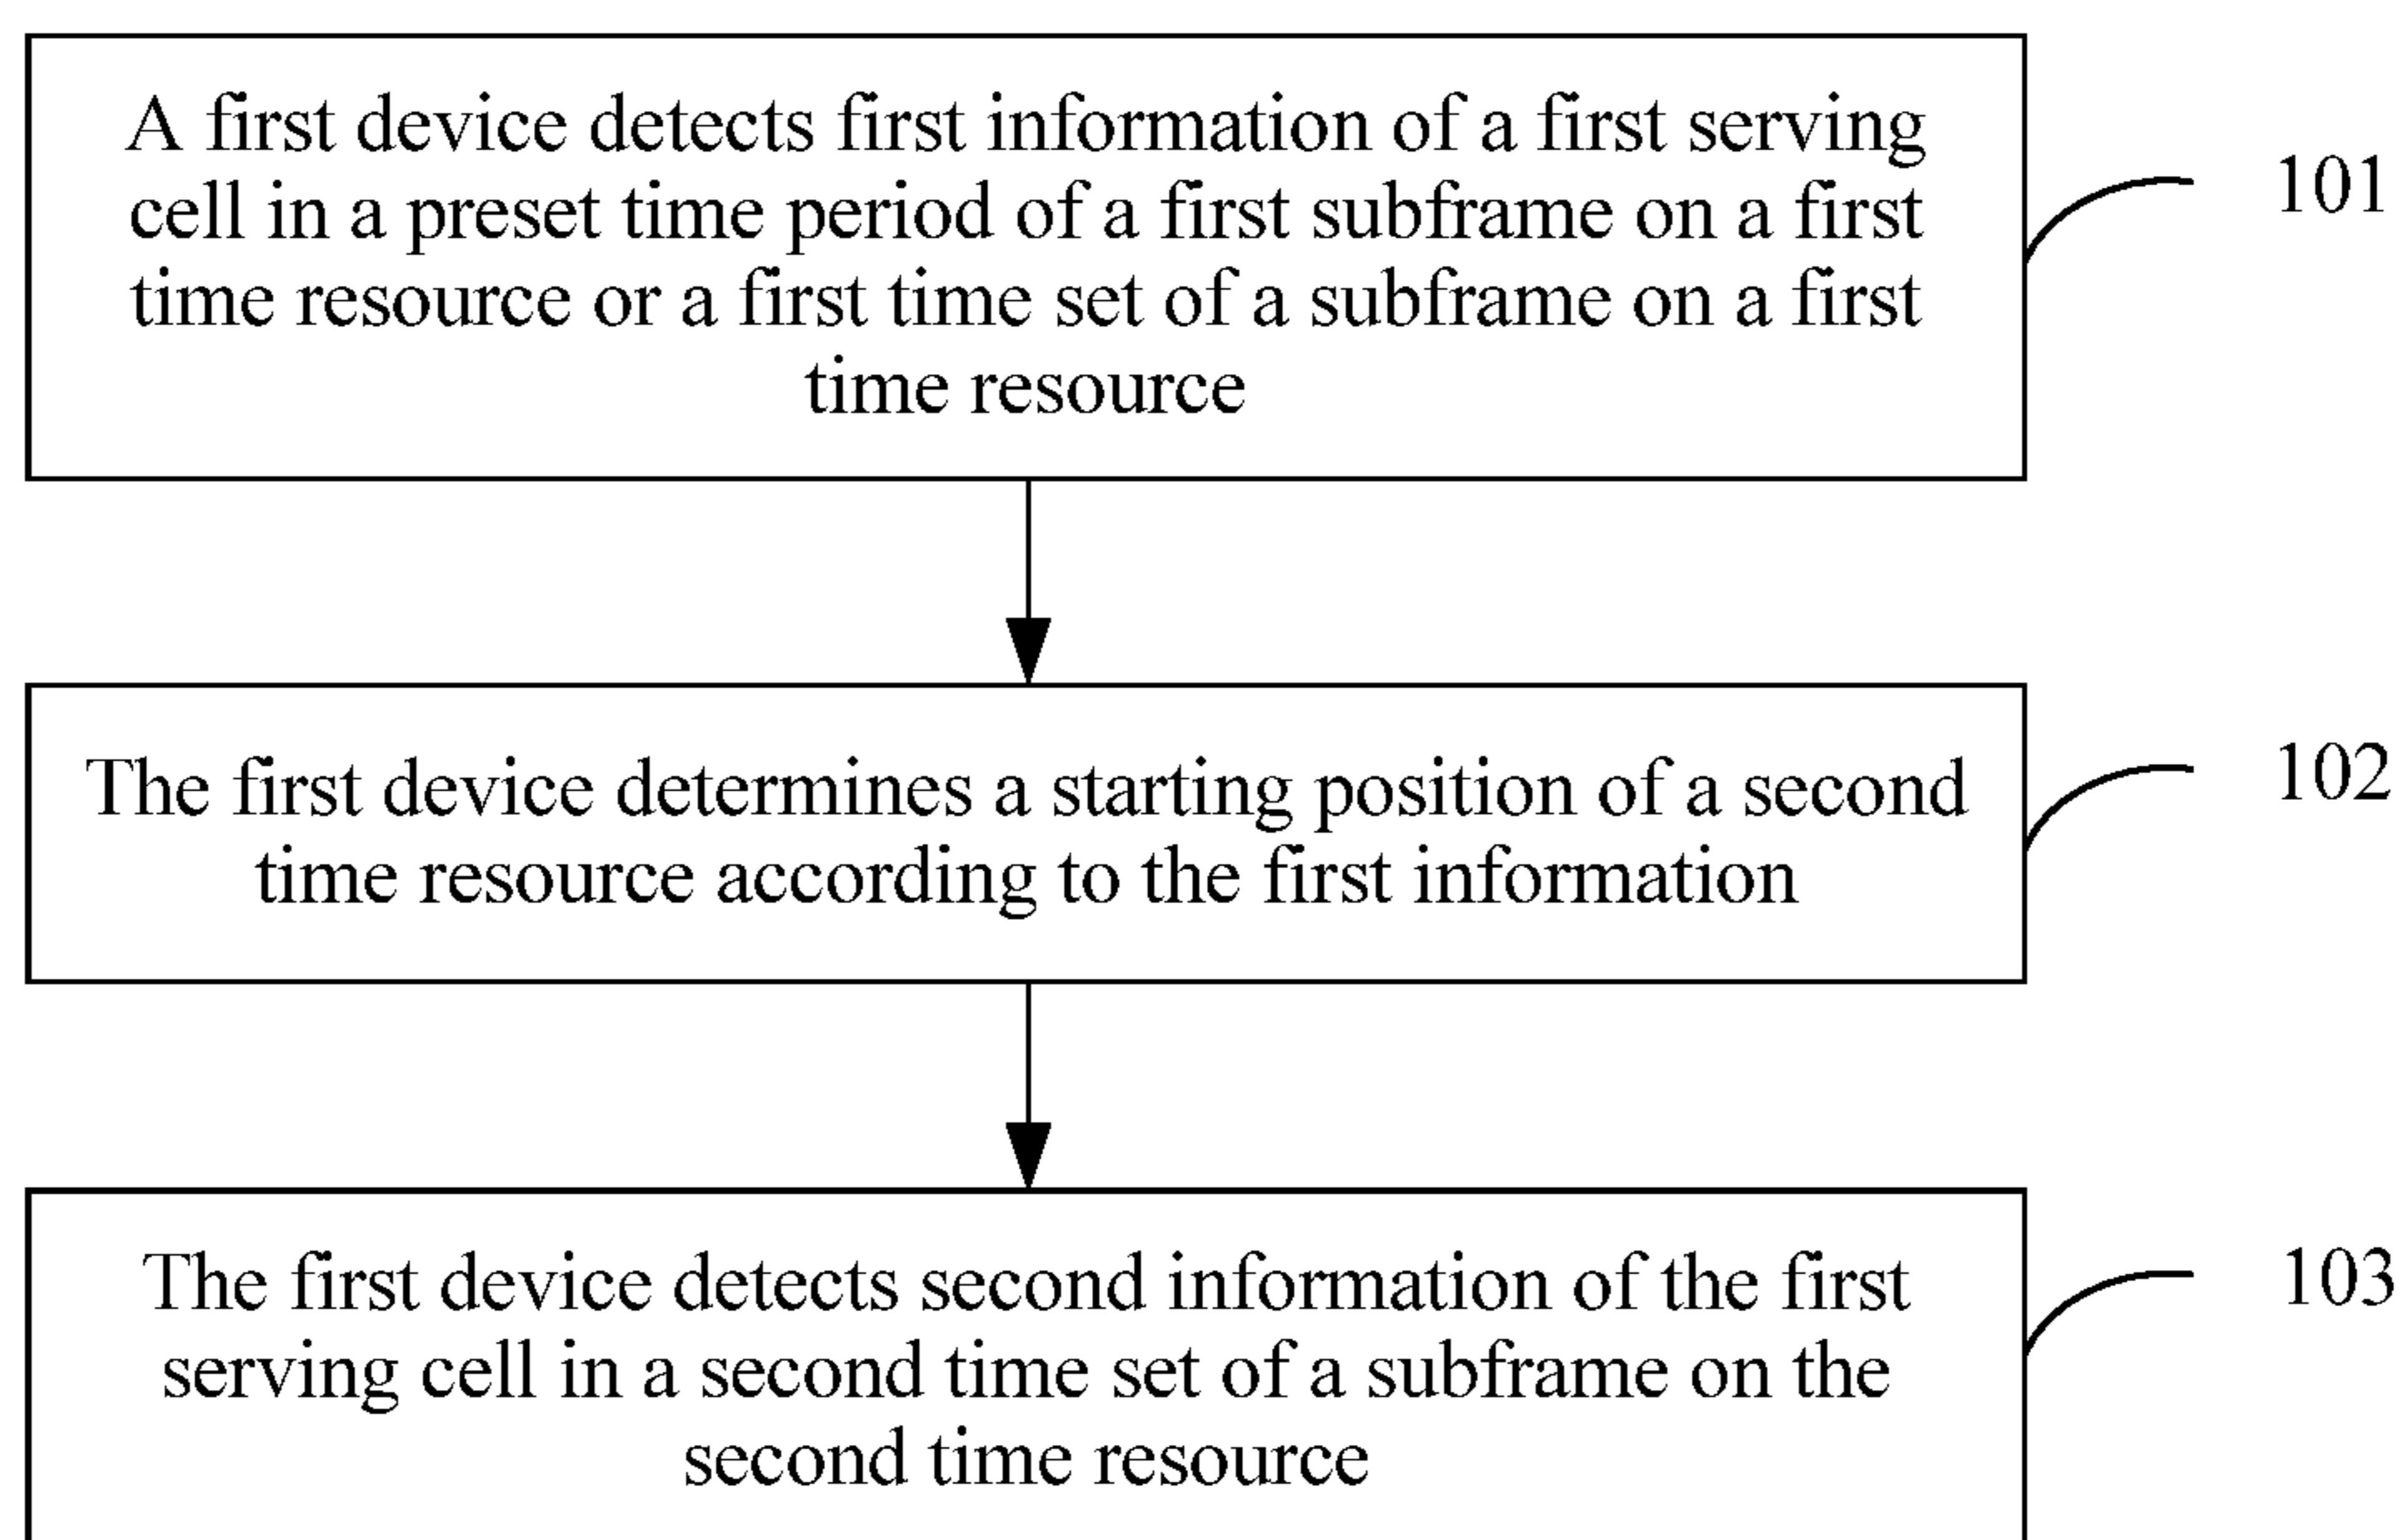 A first device detects first information of a first serving
cell in a preset time period of a first subframe on a first
time resource or a first time set of a subframe on a first
time resource
101
The first device determines a starting position of a second
time resource according to the first information
102
The first device detects second information of the first
serving cell in a second time set of a subframe on the
second time resource
103